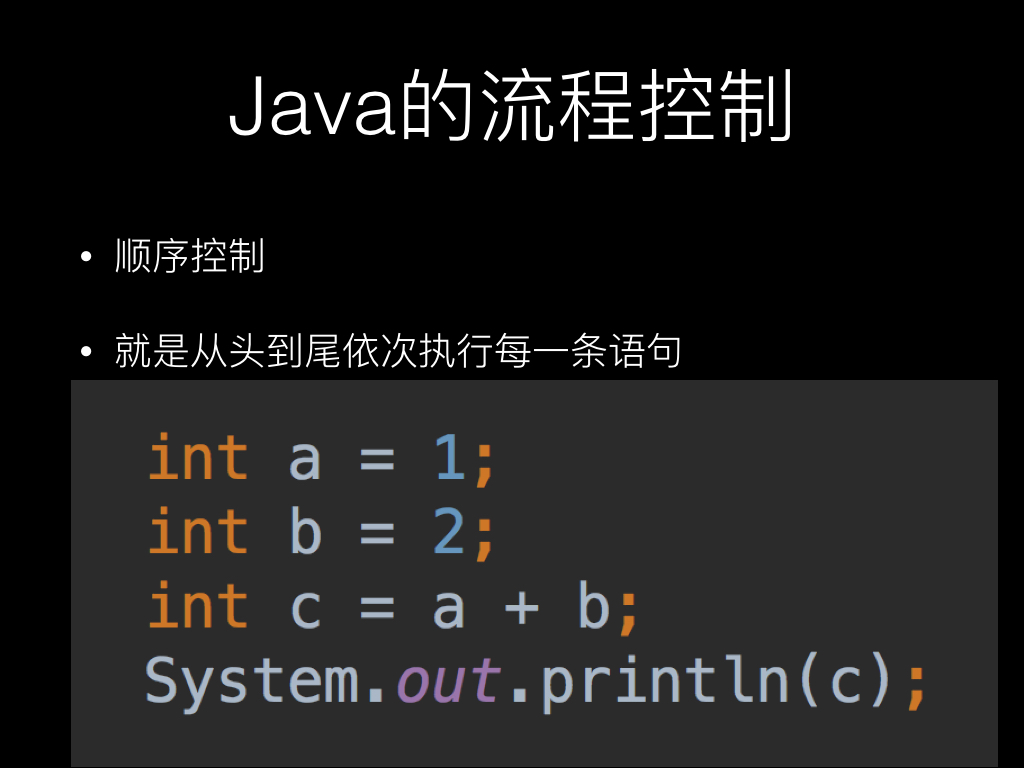 Java的流程控制
• 顺序控制
• 就是从头到尾依次执行每一条语句
int a = 1;
int b = 2;
int c = a + b;
System.out.println(c);